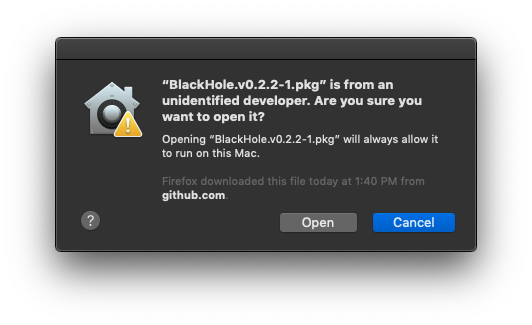 “BlackHole.v0.2.2-1.pkg” is from an
unidentified developer. Are you sure you
want to open it?
Opening “BlackHole.v0.2.2-1.pkg” will always allow it
to run on this Mac.
Firefox downloaded this file today at 1:40 PM from
github.com.
? Open Cancel